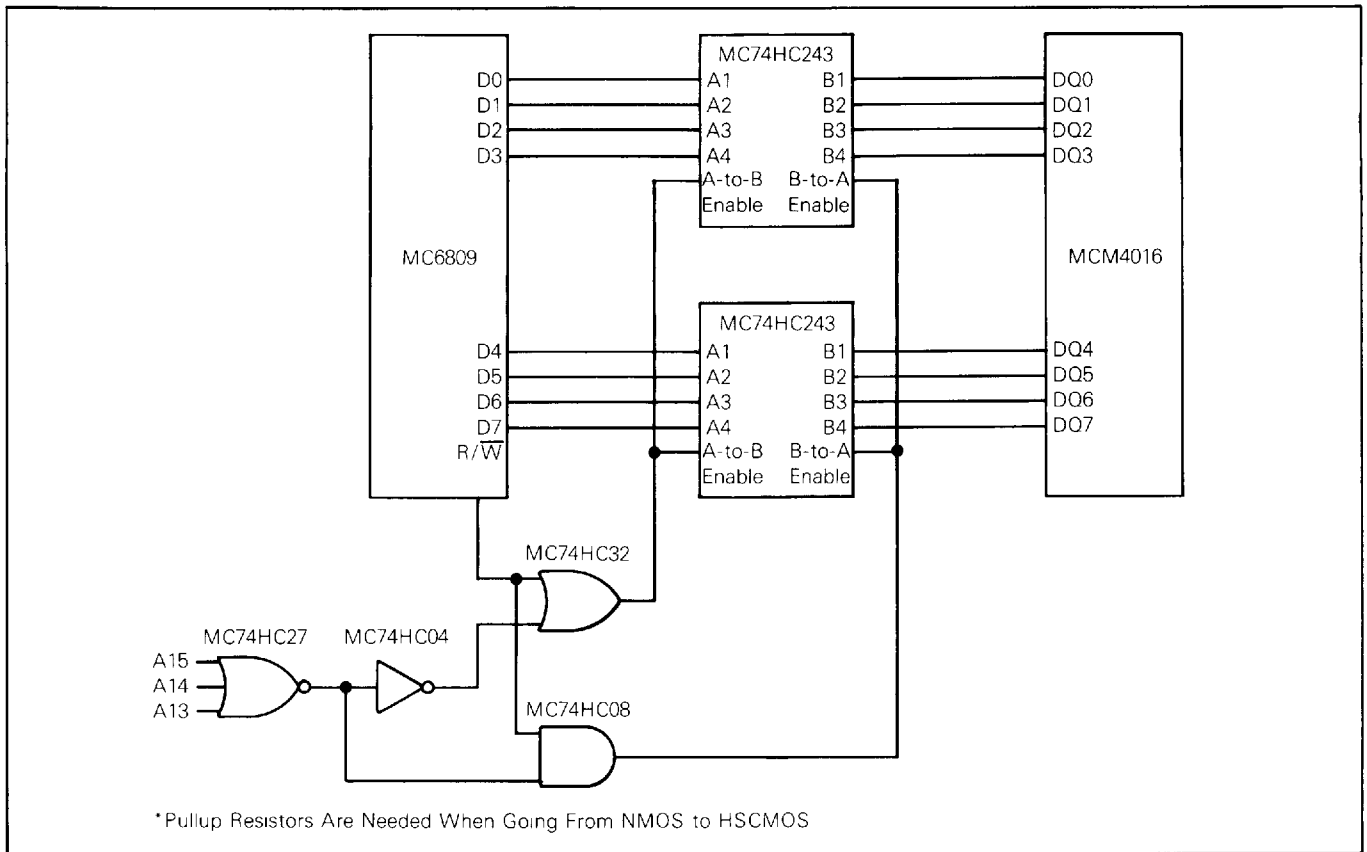 MC6809
D0
D1
D2
D3
D4
D5
D6
D7
R/W̅
MC74HC243
A1 B1
A2 B2
A3 B3
A4 B4
A-to-B B-to-A
Enable Enable
MC74HC243
A1 B1
A2 B2
A3 B3
A4 B4
A-to-B B-to-A
Enable Enable
MCM4016
DQ0
DQ1
DQ2
DQ3
DQ4
DQ5
DQ6
DQ7
MC74HC32
MC74HC27
MC74HC04
A15
A14
A13
MC74HC08
*Pullup Resistors Are Needed When Going From NMOS to HSCMOS